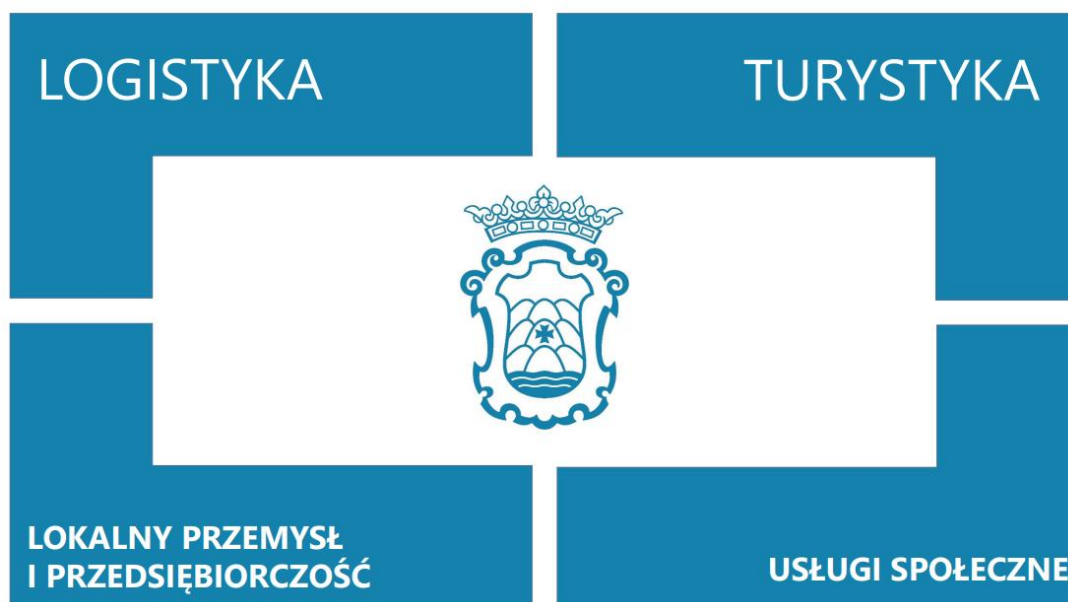 LOGISTYKA
TURYSTYKA
LOKALNY PRZEMYSŁ
I PRZEDSIĘBIORCZOŚĆ
USŁUGI SPOŁECZNE